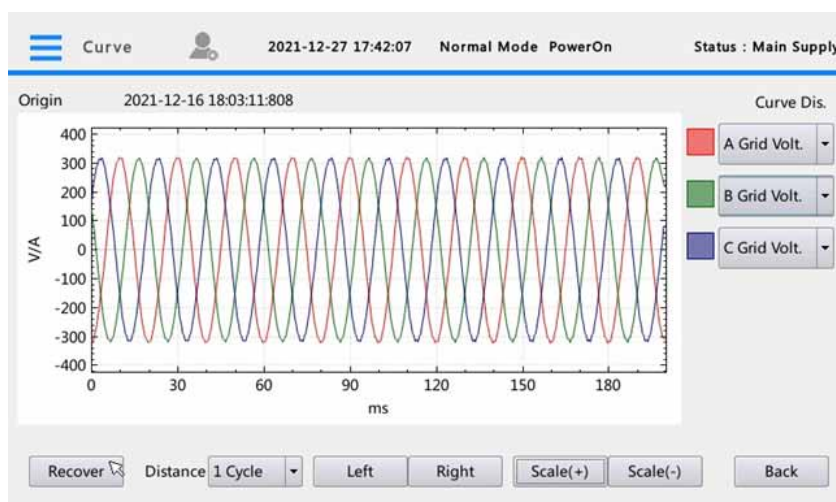 Curve 2021-12-27 17:42:07 Normal Mode PowerOn Status : Main Supply
Origin 2021-12-16 18:03:11:808 Curve Dis.
400
300
200
100
0
-100
-200
-300
-400
V/A
0 30 60 90 120 150 180
ms
A Grid Volt.
B Grid Volt.
C Grid Volt.
Recover Distance 1 Cycle Left Right Scale(+) Scale(-) Back